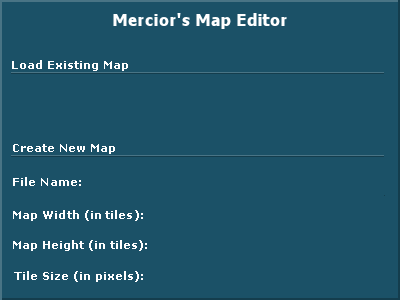 Mercior's Map Editor
Load Existing Map
Create New Map
File Name:
Map Width (in tiles):
Map Height (in tiles):
Tile Size (in pixels):